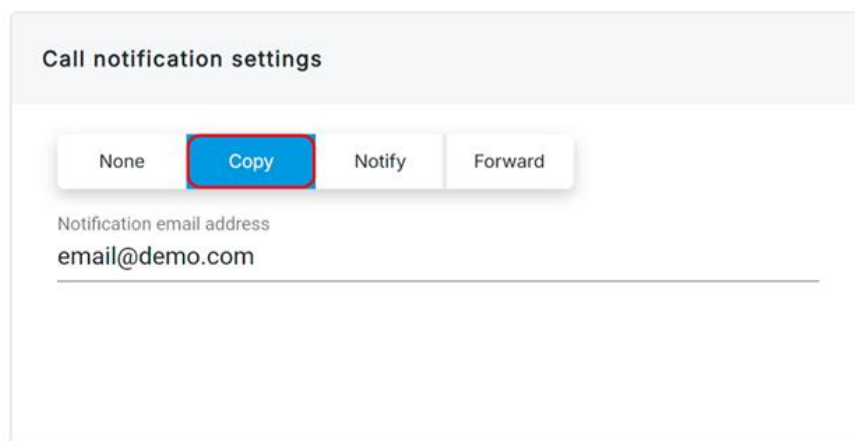 Call notification settings
None Copy Notify Forward
Notification email address
email@demo.com